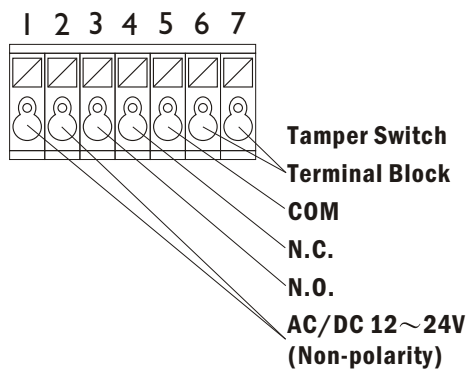 1 2 3 4 5 6 7
Tamper Switch
Terminal Block
COM
N.C.
N.O.
AC/DC 12～24V
(Non-polarity)